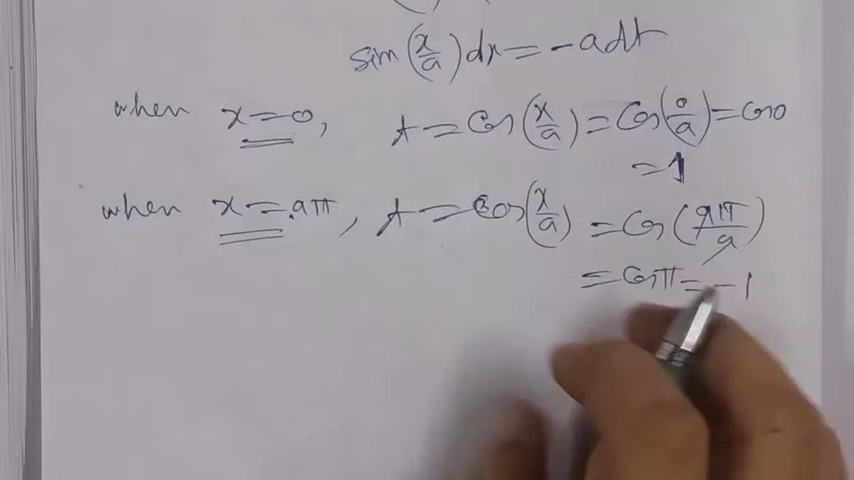 sin(x/a)dx = -adt
when x=0, t = Cos(x/a) = Cos(0/a) = Cos0
= 1
when x = aπ, t = Cos(x/a) = Cos(aπ/a)
= Cosπ = -1